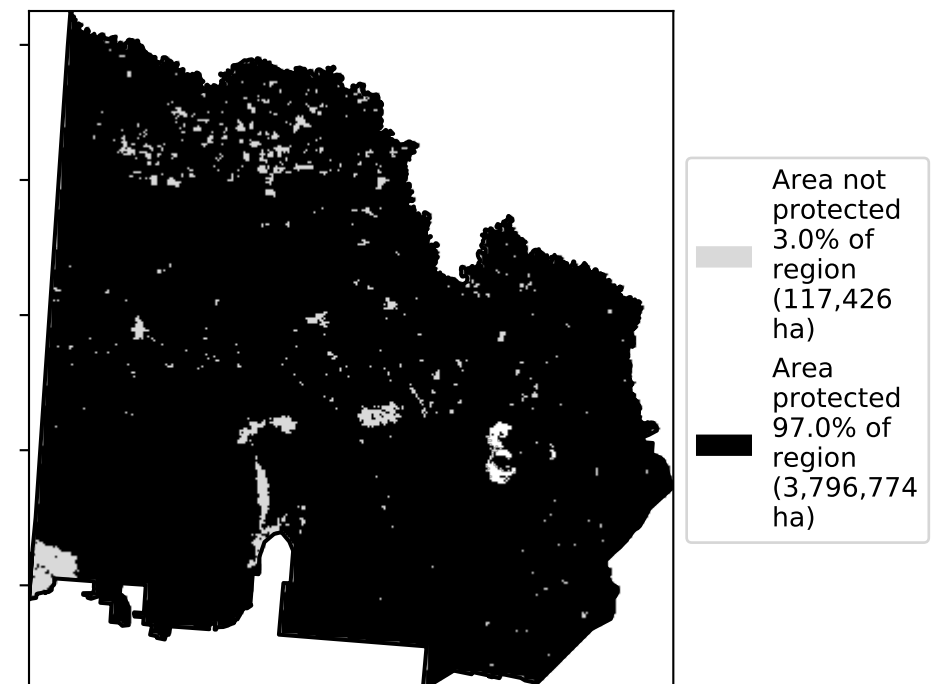 Area not
protected
3.0% of
region
(117,426
ha)
Area
protected
97.0% of
region
(3,796,774
ha)